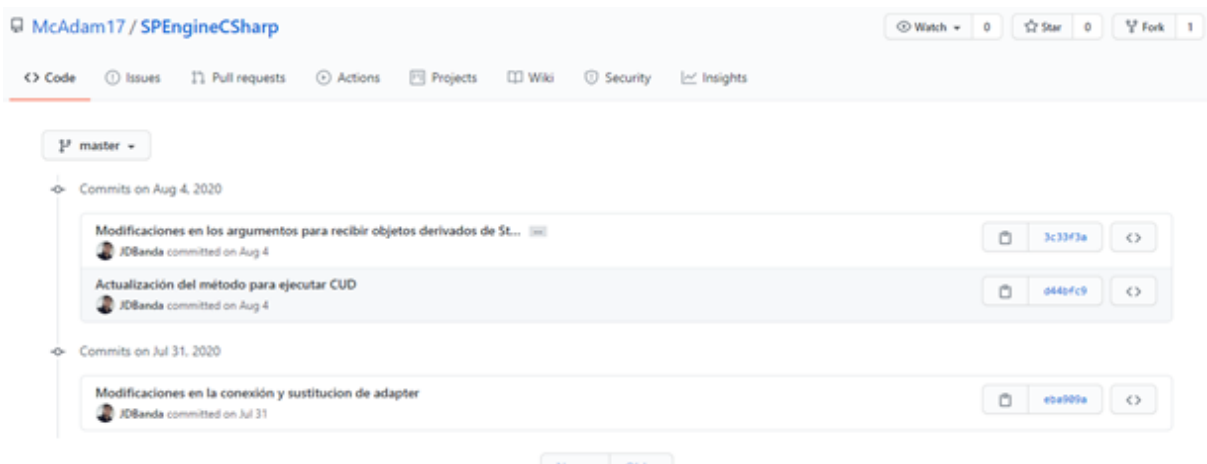 McAdam17 / SPEngineCSharp
Watch 0 Star 0 Fork 1
<> Code Issues Pull requests Actions Projects Wiki Security Insights
master
Commits on Aug 4, 2020
Modificaciones en los argumentos para recibir objetos derivados de St... ...
3c33f3a <>
JDBanda committed on Aug 4
Actualización del método para ejecutar CUD
d44bfc9 <>
JDBanda committed on Aug 4
Commits on Jul 31, 2020
Modificaciones en la conexión y sustitucion de adapter
eba909a <>
JDBanda committed on Jul 31